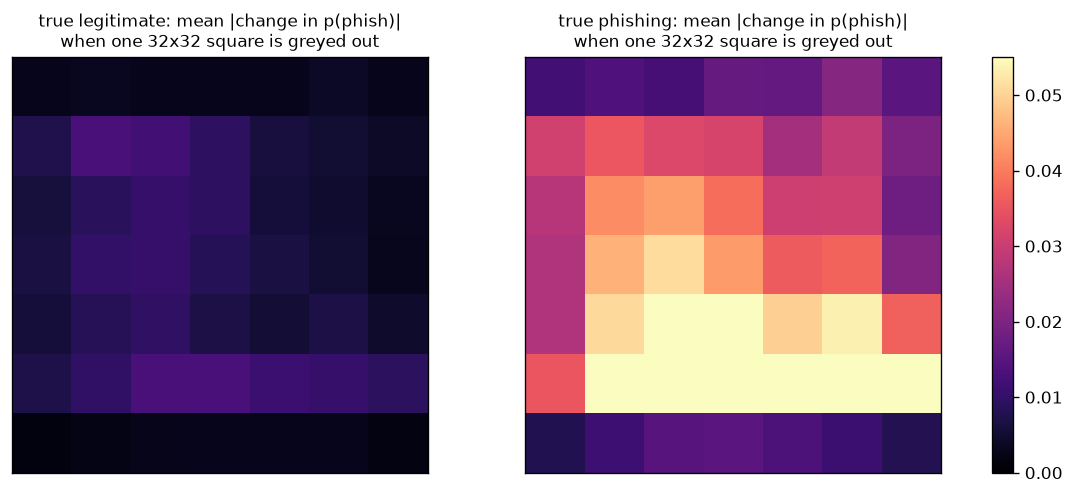 true legitimate: mean |change in p(phish)|
when one 32x32 square is greyed out
true phishing: mean |change in p(phish)|
when one 32x32 square is greyed out
0.05
0.04
0.03
0.02
0.01
0.00